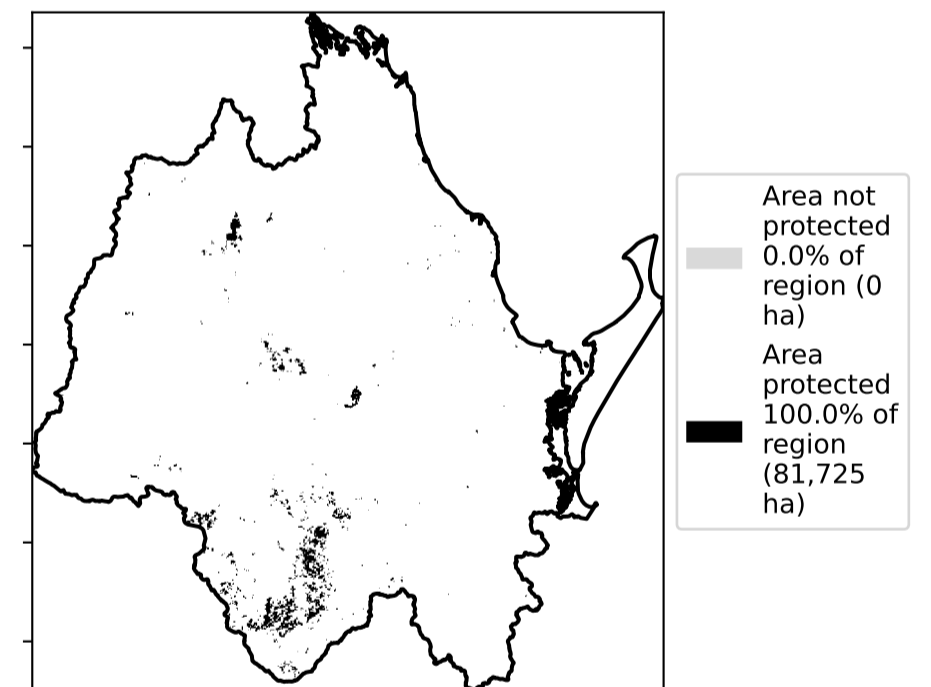 Area not
protected
0.0% of
region (0
ha)
Area
protected
100.0% of
region
(81,725
ha)